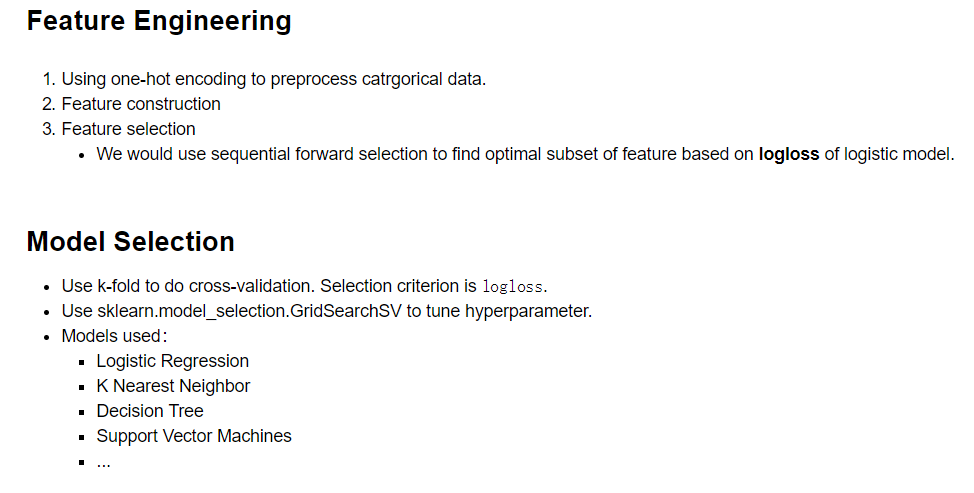 Feature Engineering
1. Using one-hot encoding to preprocess catrgorical data.
2. Feature construction
3. Feature selection
• We would use sequential forward selection to find optimal subset of feature based on logloss of logistic model.
Model Selection
• Use k-fold to do cross-validation. Selection criterion is logloss.
• Use sklearn.model_selection.GridSearchSV to tune hyperparameter.
• Models used：
▪ Logistic Regression
▪ K Nearest Neighbor
▪ Decision Tree
▪ Support Vector Machines
▪ ...